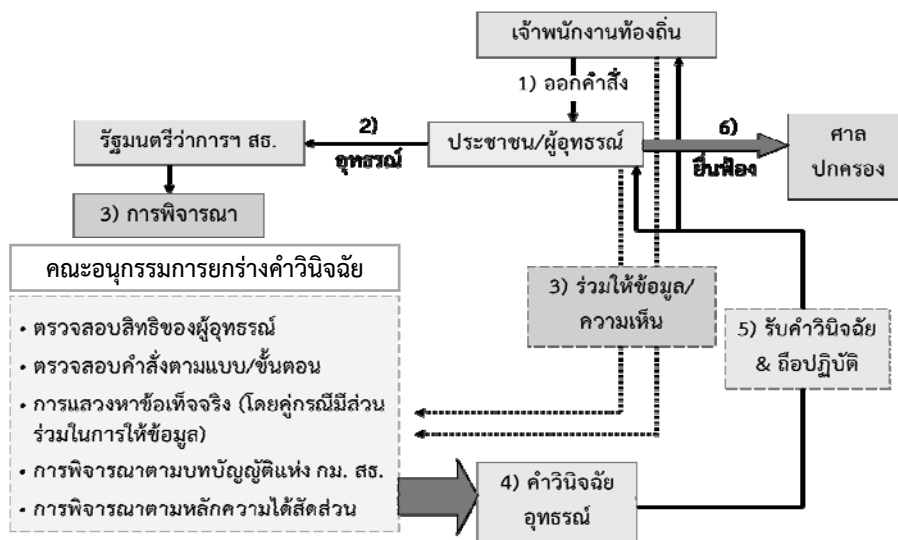 เจ้าพนักงานท้องถิ่น
1) ออกคำสั่ง
รัฐมนตรีว่าการฯ สธ.
2)
อุทธรณ์
ประชาชน/ผู้อุทธรณ์
6)
ยื่นฟ้อง
ศาล
ปกครอง
3) การพิจารณา
คณะอนุกรรมการยกร่างคำวินิจฉัย
• ตรวจสอบสิทธิของผู้อุทธรณ์
• ตรวจสอบคำสั่งตามแบบ/ขั้นตอน
• การแสวงหาข้อเท็จจริง (โดยคู่กรณีมีส่วน
ร่วมในการให้ข้อมูล)
• การพิจารณาตามบทบัญญัติแห่ง กม. สธ.
• การพิจารณาตามหลักความได้สัดส่วน
3) ร่วมให้ข้อมูล/
ความเห็น
5) รับคำวินิจฉัย
& ถือปฏิบัติ
4) คำวินิจฉัย
อุทธรณ์